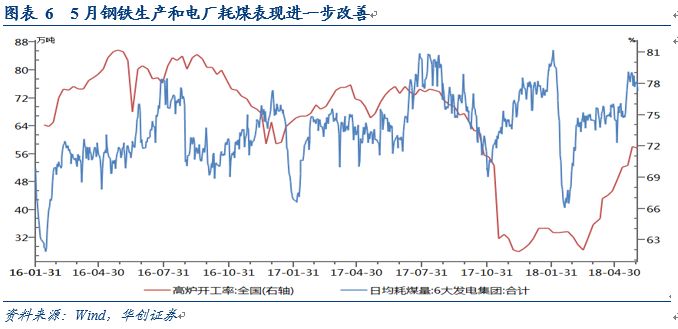 图表 6 5 月钢铁生产和电厂耗煤表现进一步改善
万吨 %
88 81
80 78
72 75
64 72
56 69
48 66
40 63
32
16-01-31 16-04-30 16-07-31 16-10-31 17-01-31 17-04-30 17-07-31 17-10-31 18-01-31 18-04-30
高炉开工率:全国(右轴) 日均耗煤量:6大发电集团:合计
资料来源：Wind，华创证券